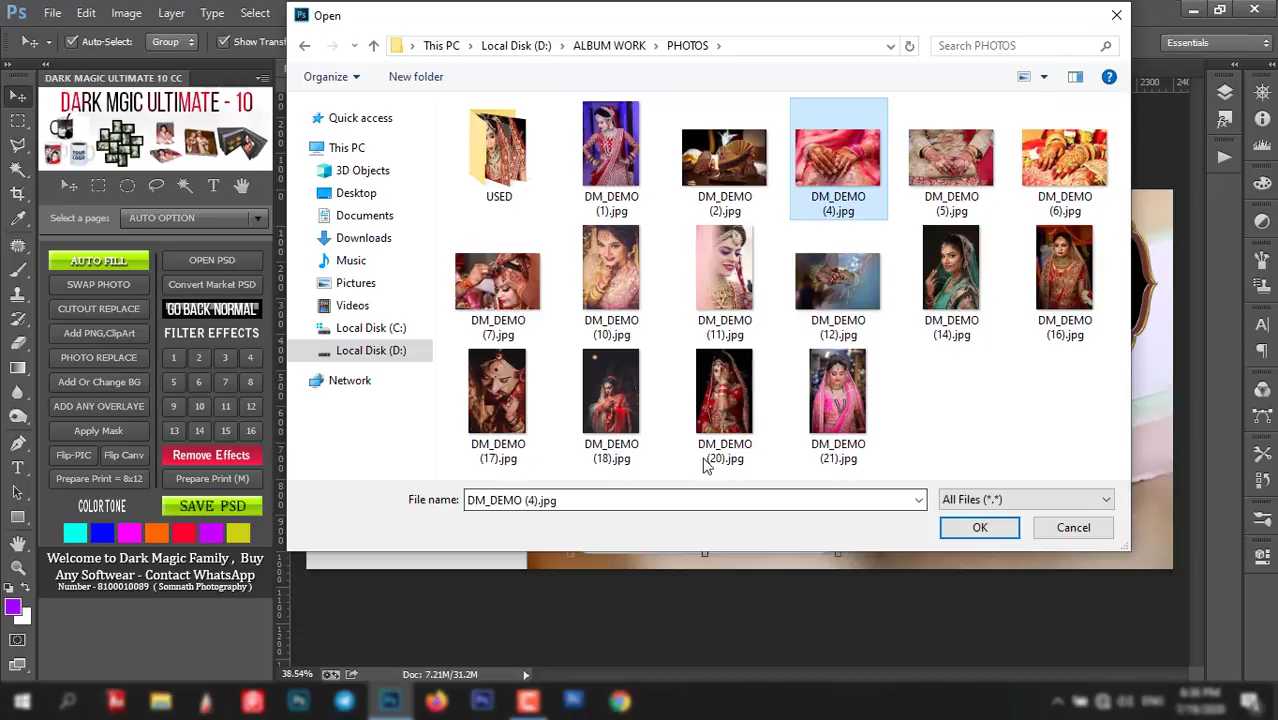 Ps File Edit Image Layer Type Select
Open
Auto-Select: Group Show Transf
Essentials
This PC Local Disk (D:) ALBUM WORK PHOTOS
Search PHOTOS
Organize New folder
DARK MAGIC ULTIMATE 10 CC
DARK MGIC ULTIMATE - 10
Select a page: AUTO OPTION
AUTO FILL OPEN PSD
SWAP PHOTO Convert Market PSD
CUTOUT REPLACE GO BACK NORMAL
Add PNG,ClipArt FILTER EFFECTS
PHOTO REPLACE 1 2 3 4
Add Or Change BG 5 6 7 8
ADD ANY OVERLAYE 9 10 11 12
Apply Mask 13 14 15 16
Flip-PIC Flip Canv Remove Effects
Prepare Print = 8x12 Prepare Print (M)
COLORTONE SAVE PSD
Welcome to Dark Magic Family , Buy
Any Softwear - Contact WhatsApp
Number - 8100010089 ( Somnath Photography )
Quick access
This PC
3D Objects
Desktop
Documents
Downloads
Music
Pictures
Videos
Local Disk (C:)
Local Disk (D:)
Network
USED
DM_DEMO (1).jpg
DM_DEMO (2).jpg
DM_DEMO (4).jpg
DM_DEMO (5).jpg
DM_DEMO (6).jpg
DM_DEMO (7).jpg
DM_DEMO (10).jpg
DM_DEMO (11).jpg
DM_DEMO (12).jpg
DM_DEMO (14).jpg
DM_DEMO (16).jpg
DM_DEMO (17).jpg
DM_DEMO (18).jpg
DM_DEMO (20).jpg
DM_DEMO (21).jpg
File name: DM_DEMO (4).jpg All Files (*.*)
OK Cancel
2300
38.54% Doc: 7.21M/31.2M
ENG
6:36 PM